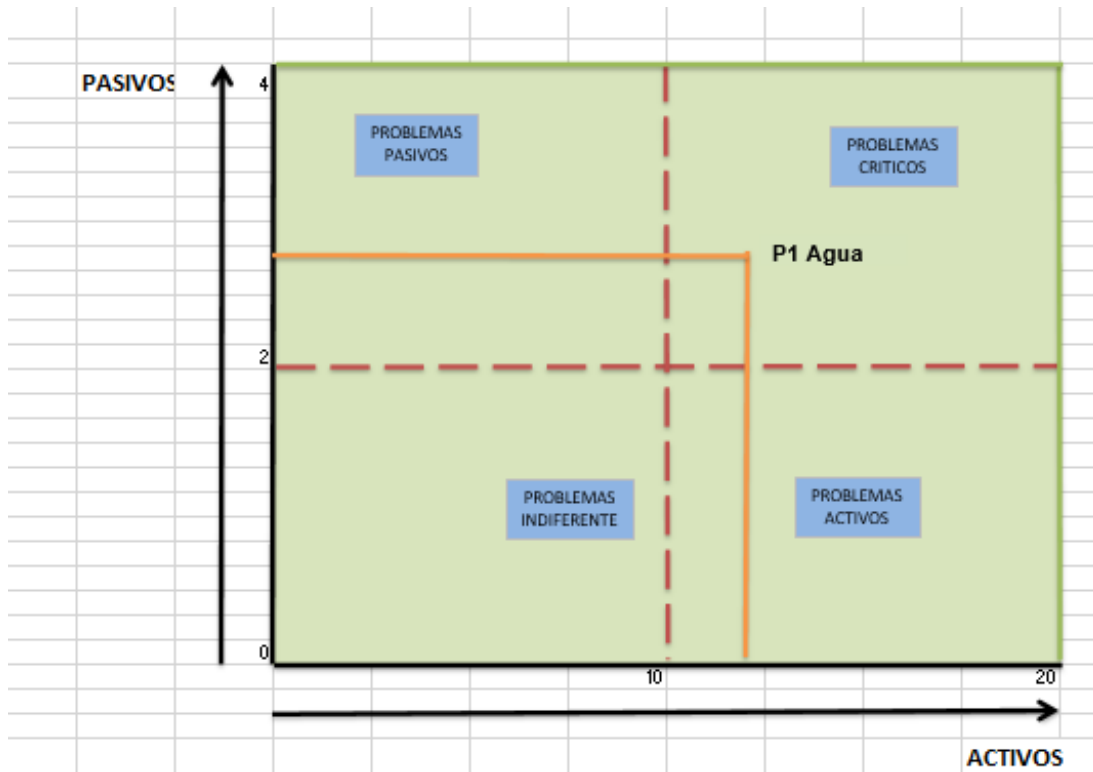 PASIVOS
4
PROBLEMAS
PASIVOS
PROBLEMAS
CRITICOS
P1 Agua
2
PROBLEMAS
INDIFERENTE
PROBLEMAS
ACTIVOS
0
10
20
ACTIVOS